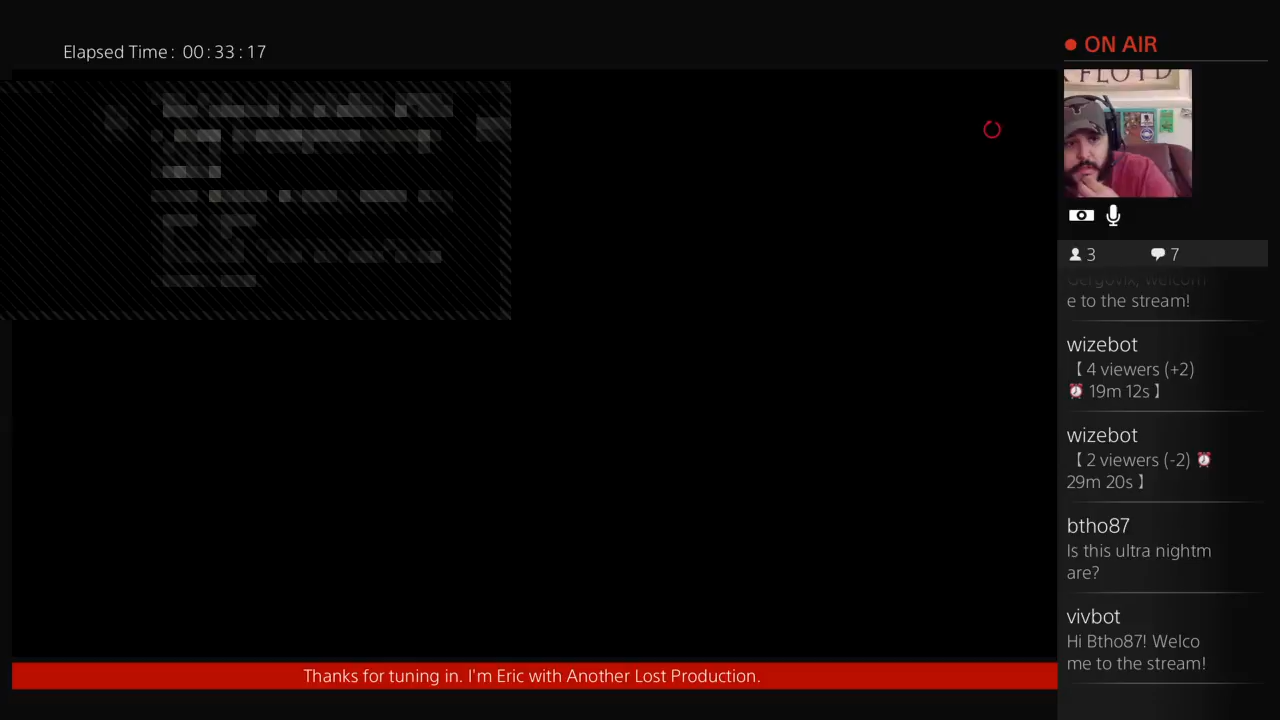 Elapsed Time: 00:33:17
ON AIR
FLOYD
3 7
Gergovik, welcom
e to the stream!
wizebot
【 4 viewers (+2)
⏰ 19m 12s 】
wizebot
【 2 viewers (-2) ⏰
29m 20s 】
btho87
Is this ultra nightm
are?
vivbot
Hi Btho87! Welco
me to the stream!
Thanks for tuning in. I'm Eric with Another Lost Production.